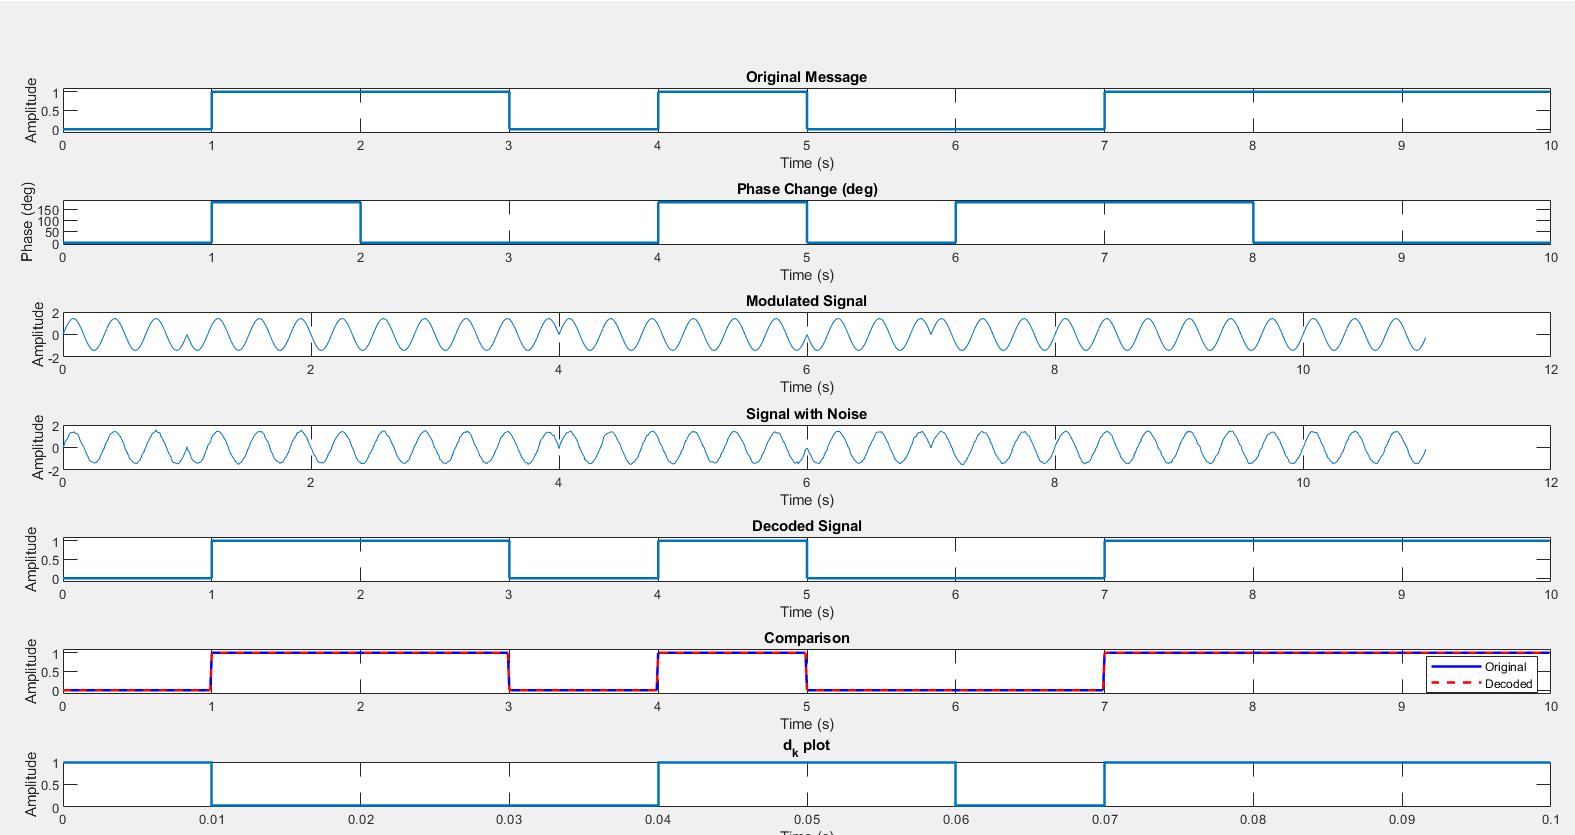 Original Message
Amplitude
1
0.5
0
0 1 2 3 4 5 6 7 8 9 10
Time (s)
Phase Change (deg)
Phase (deg)
150
100
50
0
0 1 2 3 4 5 6 7 8 9 10
Time (s)
Modulated Signal
Amplitude
2
0
-2
0 2 4 6 8 10 12
Time (s)
Signal with Noise
Amplitude
2
0
-2
0 2 4 6 8 10 12
Time (s)
Decoded Signal
Amplitude
1
0.5
0
0 1 2 3 4 5 6 7 8 9 10
Time (s)
Comparison
Amplitude
1
0.5
0
Original
Decoded
0 1 2 3 4 5 6 7 8 9 10
Time (s)
d_k plot
Amplitude
1
0.5
0
0 0.01 0.02 0.03 0.04 0.05 0.06 0.07 0.08 0.09 0.1
Time (s)